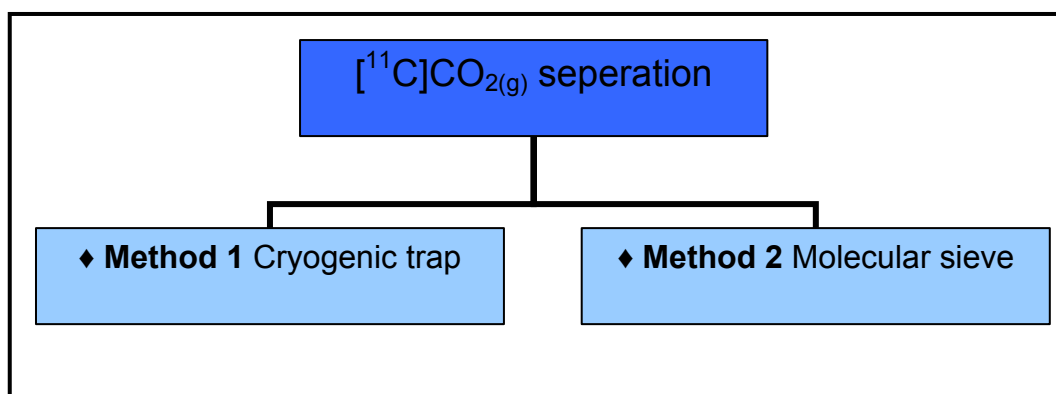 [¹¹C]CO₂₍g₎ seperation
♦ Method 1 Cryogenic trap
♦ Method 2 Molecular sieve